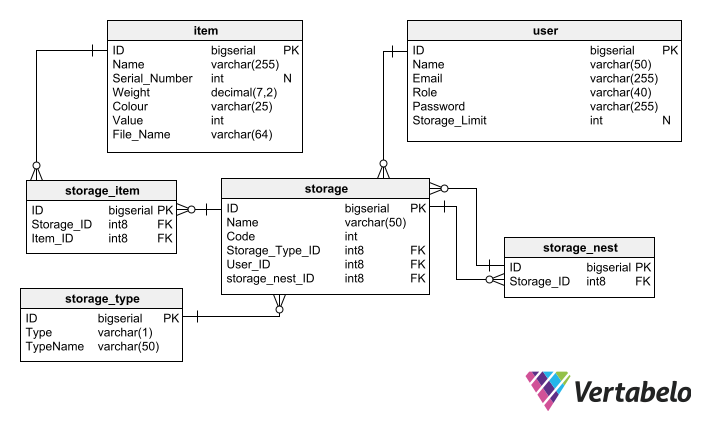 item
ID bigserial PK
Name varchar(255)
Serial_Number int N
Weight decimal(7,2)
Colour varchar(25)
Value int
File_Name varchar(64)
user
ID bigserial PK
Name varchar(50)
Email varchar(255)
Role varchar(40)
Password varchar(255)
Storage_Limit int N
storage_item
ID bigserial PK
Storage_ID int8 FK
Item_ID int8 FK
storage
ID bigserial PK
Name varchar(50)
Code int
Storage_Type_ID int8 FK
User_ID int8 FK
storage_nest_ID int8 FK
storage_nest
ID bigserial PK
Storage_ID int8 FK
storage_type
ID bigserial PK
Type varchar(1)
TypeName varchar(50)
Vertabelo